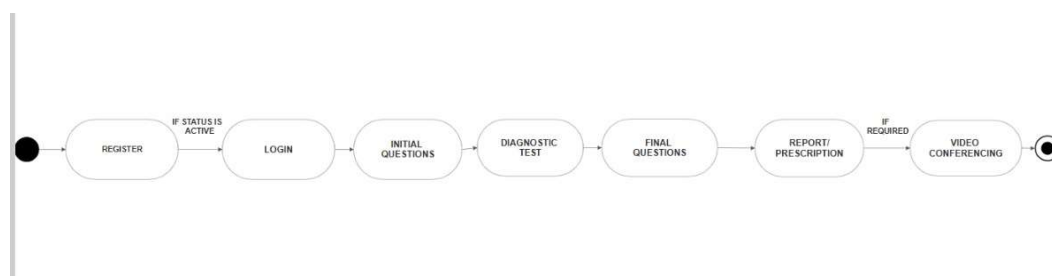 REGISTER
IF STATUS IS
ACTIVE
LOGIN
INITIAL
QUESTIONS
DIAGNOSTIC
TEST
FINAL
QUESTIONS
REPORT/
PRESCRIPTION
IF
REQUIRED
VIDEO
CONFERENCING